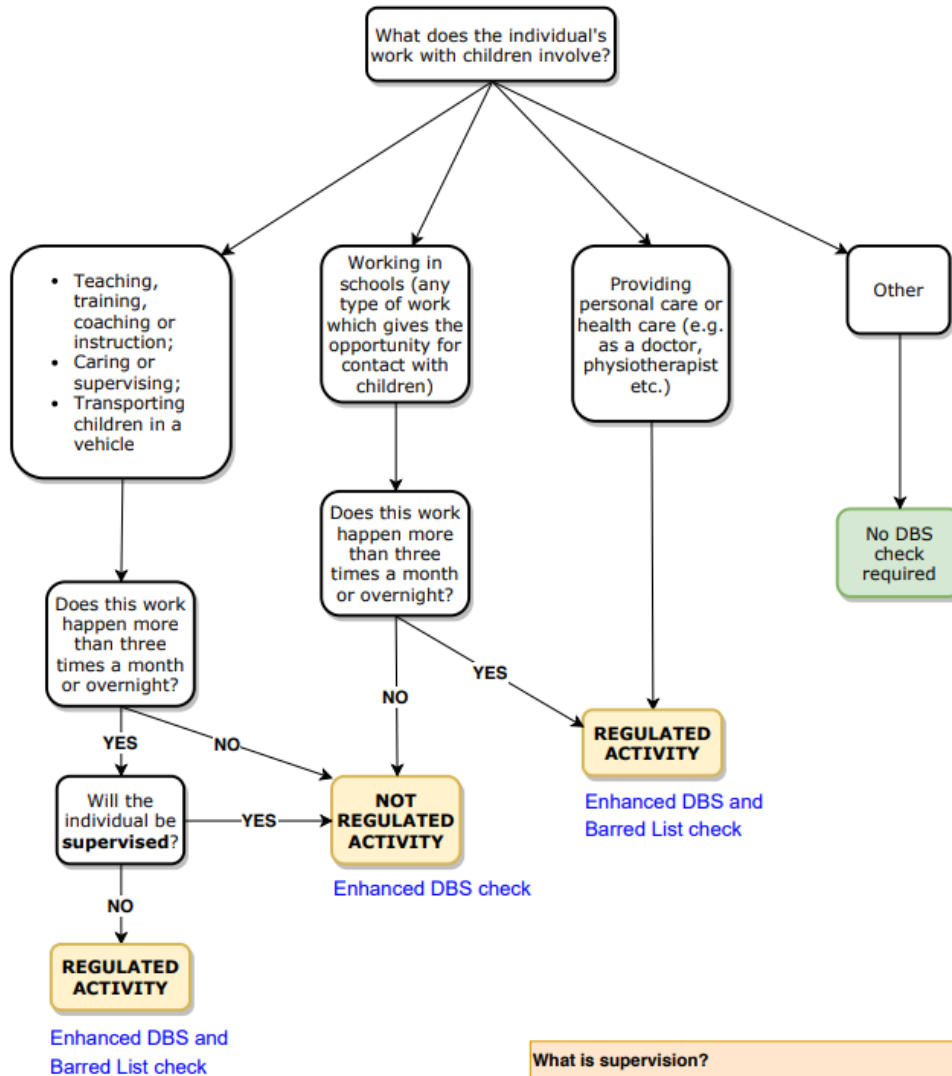 What does the individual's
work with children involve?
• Teaching,
training,
coaching or
instruction;
• Caring or
supervising;
• Transporting
children in a
vehicle
Working in
schools (any
type of work
which gives the
opportunity for
contact with
children)
Providing
personal care or
health care (e.g.
as a doctor,
physiotherapist
etc.)
Other
Does this work
happen more
than three
times a month
or overnight?
No DBS
check
required
Does this work
happen more
than three
times a month
or overnight?
YES
NO
YES
NO
REGULATED
ACTIVITY
Enhanced DBS and
Barred List check
Will the
individual be
supervised?
YES
NOT
REGULATED
ACTIVITY
Enhanced DBS check
NO
REGULATED
ACTIVITY
Enhanced DBS and
Barred List check
What is supervision?